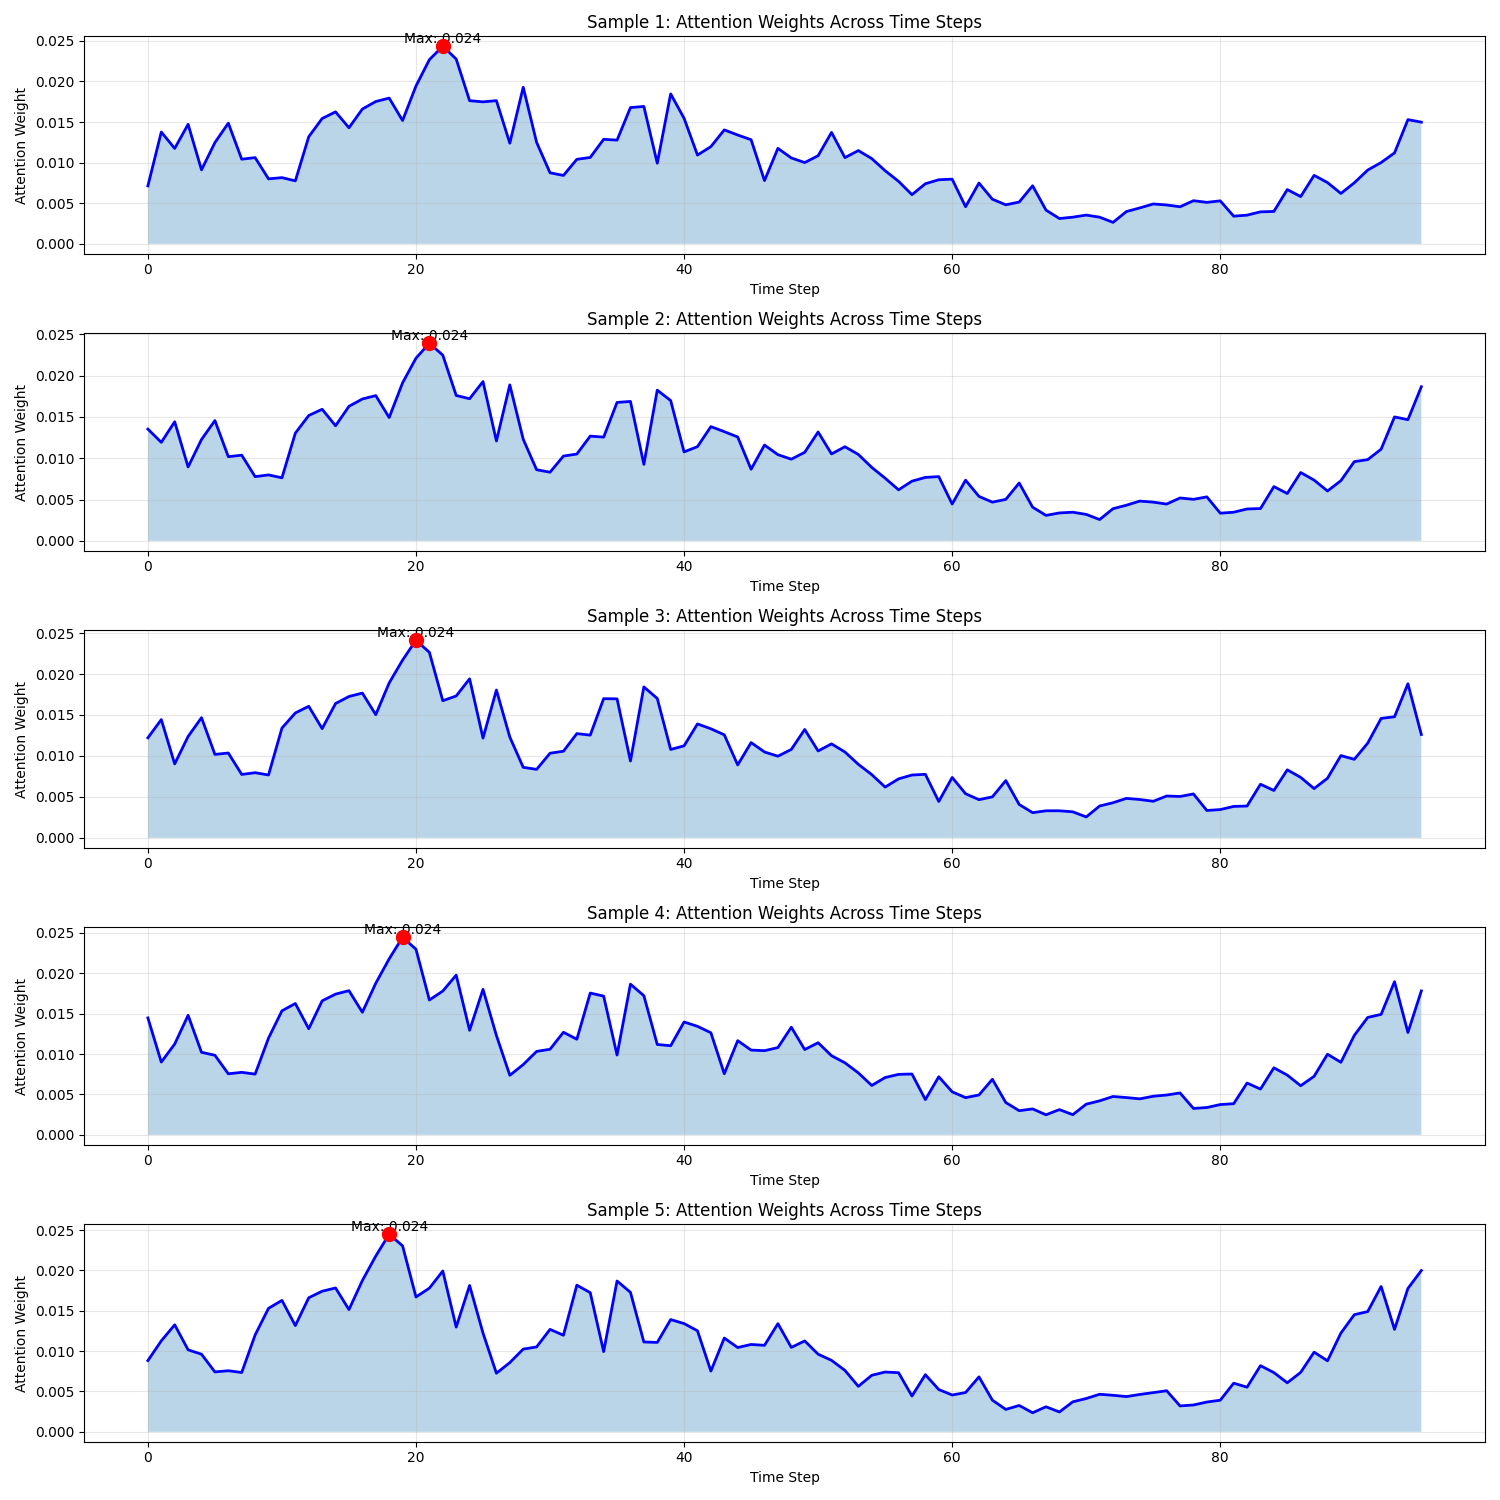 Sample 1: Attention Weights Across Time Steps
Max: 0.024
0.025
0.020
0.015
0.010
0.005
0.000
Attention Weight
0 20 40 60 80
Time Step
Sample 2: Attention Weights Across Time Steps
Max: 0.024
0.025
0.020
0.015
0.010
0.005
0.000
Attention Weight
0 20 40 60 80
Time Step
Sample 3: Attention Weights Across Time Steps
Max: 0.024
0.025
0.020
0.015
0.010
0.005
0.000
Attention Weight
0 20 40 60 80
Time Step
Sample 4: Attention Weights Across Time Steps
Max: 0.024
0.025
0.020
0.015
0.010
0.005
0.000
Attention Weight
0 20 40 60 80
Time Step
Sample 5: Attention Weights Across Time Steps
Max: 0.024
0.025
0.020
0.015
0.010
0.005
0.000
Attention Weight
0 20 40 60 80
Time Step